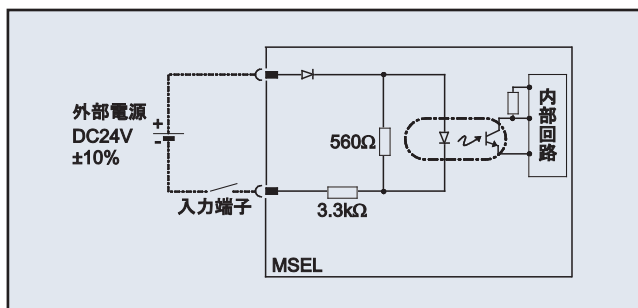 外部電源
DC24V
±10%
+
-
入力端子
560Ω
3.3kΩ
内部回路
MSEL